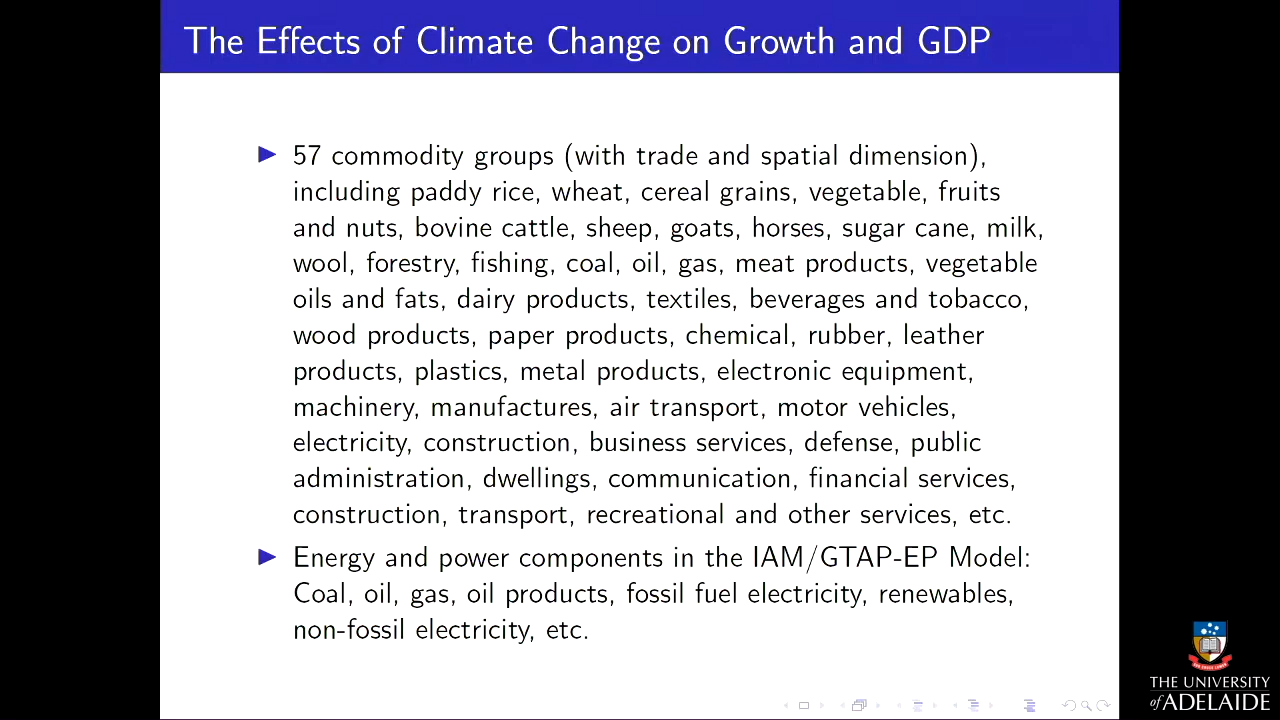 The Effects of Climate Change on Growth and GDP
57 commodity groups (with trade and spatial dimension),
including paddy rice, wheat, cereal grains, vegetable, fruits
and nuts, bovine cattle, sheep, goats, horses, sugar cane, milk,
wool, forestry, fishing, coal, oil, gas, meat products, vegetable
oils and fats, dairy products, textiles, beverages and tobacco,
wood products, paper products, chemical, rubber, leather
products, plastics, metal products, electronic equipment,
machinery, manufactures, air transport, motor vehicles,
electricity, construction, business services, defense, public
administration, dwellings, communication, financial services,
construction, transport, recreational and other services, etc.
Energy and power components in the IAM/GTAP-EP Model:
Coal, oil, gas, oil products, fossil fuel electricity, renewables,
non-fossil electricity, etc.
THE UNIVERSITY
of ADELAIDE